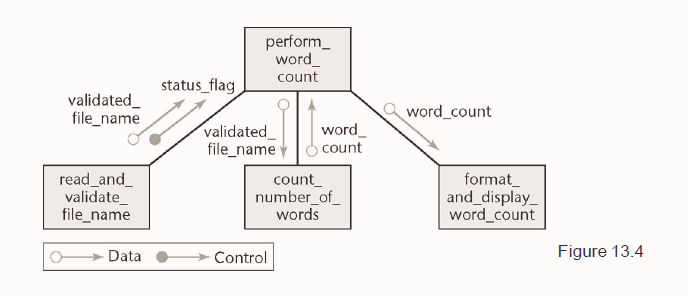 perform_
word_
count
status_flag
validated_
file_name
validated_
file_name
word_
count
word_count
read_and_
validate_
file_name
count_
number_of_
words
format_
and_display_
word_count
Data
Control
Figure 13.4